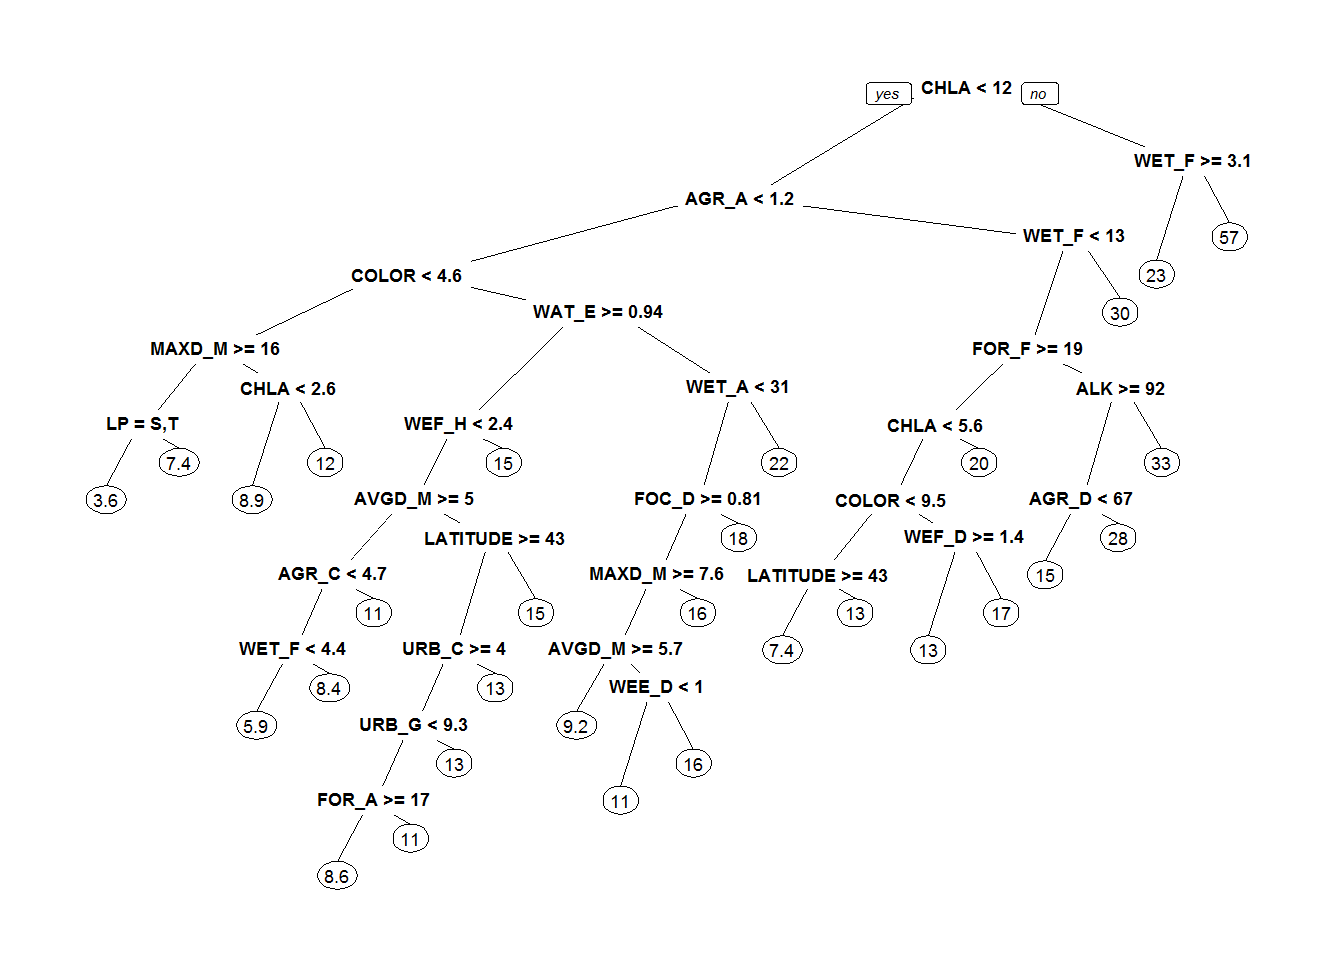 yes
CHLA < 12
no
WET_F >= 3.1
AGR_A < 1.2
WET_F < 13
57
COLOR < 4.6
23
WAT_E >= 0.94
30
MAXD_M >= 16
FOR_F >= 19
CHLA < 2.6
WET_A < 31
ALK >= 92
LP = S,T
WEF_H < 2.4
CHLA < 5.6
7.4
12
15
22
20
33
3.6
8.9
AVGD_M >= 5
FOC_D >= 0.81
COLOR < 9.5
AGR_D < 67
LATITUDE >= 43
18
WEF_D >= 1.4
28
AGR_C < 4.7
MAXD_M >= 7.6
LATITUDE >= 43
15
11
15
16
13
17
WET_F < 4.4
URB_C >= 4
AVGD_M >= 5.7
7.4
13
8.4
13
WEE_D < 1
5.9
URB_G < 9.3
9.2
13
16
FOR_A >= 17
11
11
8.6